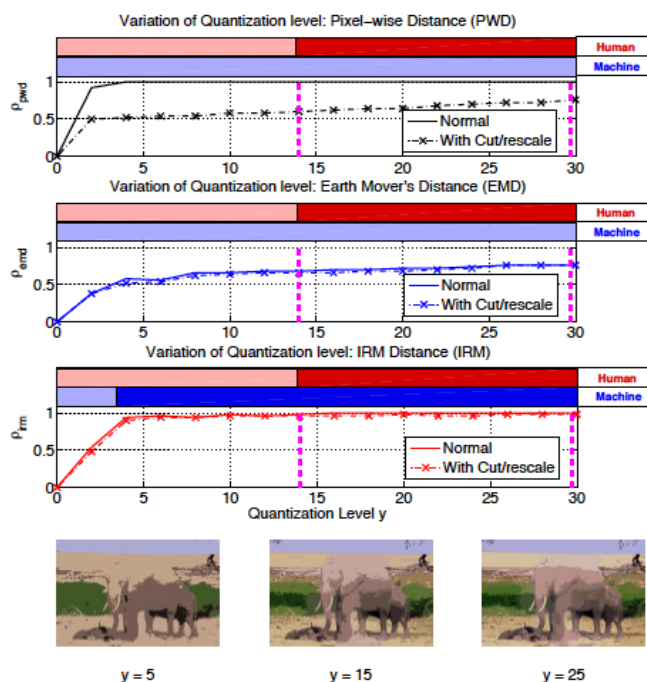 Variation of Quantization level: Pixel-wise Distance (PWD)
Human
Machine
ρpwd
1
0.5
0
Normal
With Cut/rescale
0 5 10 15 20 25 30
Variation of Quantization level: Earth Mover's Distance (EMD)
Human
Machine
ρemd
1
0.5
0
Normal
With Cut/rescale
0 5 10 15 20 25 30
Variation of Quantization level: IRM Distance (IRM)
Human
Machine
ρirm
1
0.5
0
Normal
With Cut/rescale
0 5 10 15 20 25 30
Quantization Level y
y = 5 y = 15 y = 25